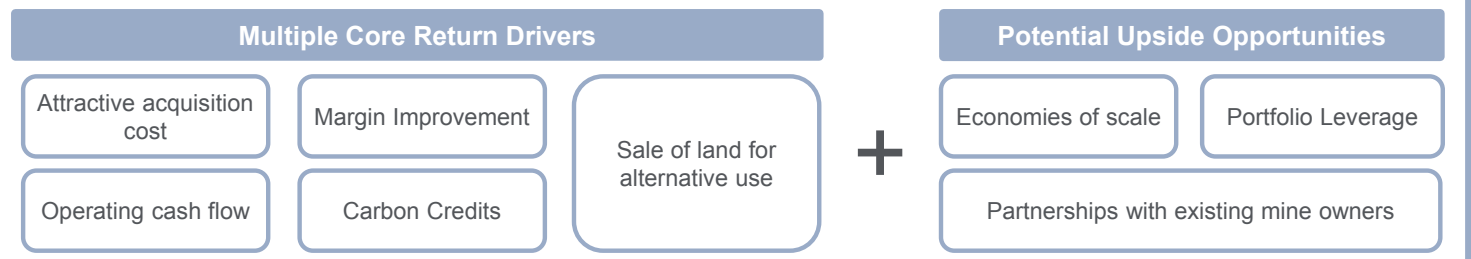 Multiple Core Return Drivers
Attractive acquisition
cost
Margin Improvement
Sale of land for
alternative use
Operating cash flow
Carbon Credits
+
Potential Upside Opportunities
Economies of scale
Portfolio Leverage
Partnerships with existing mine owners